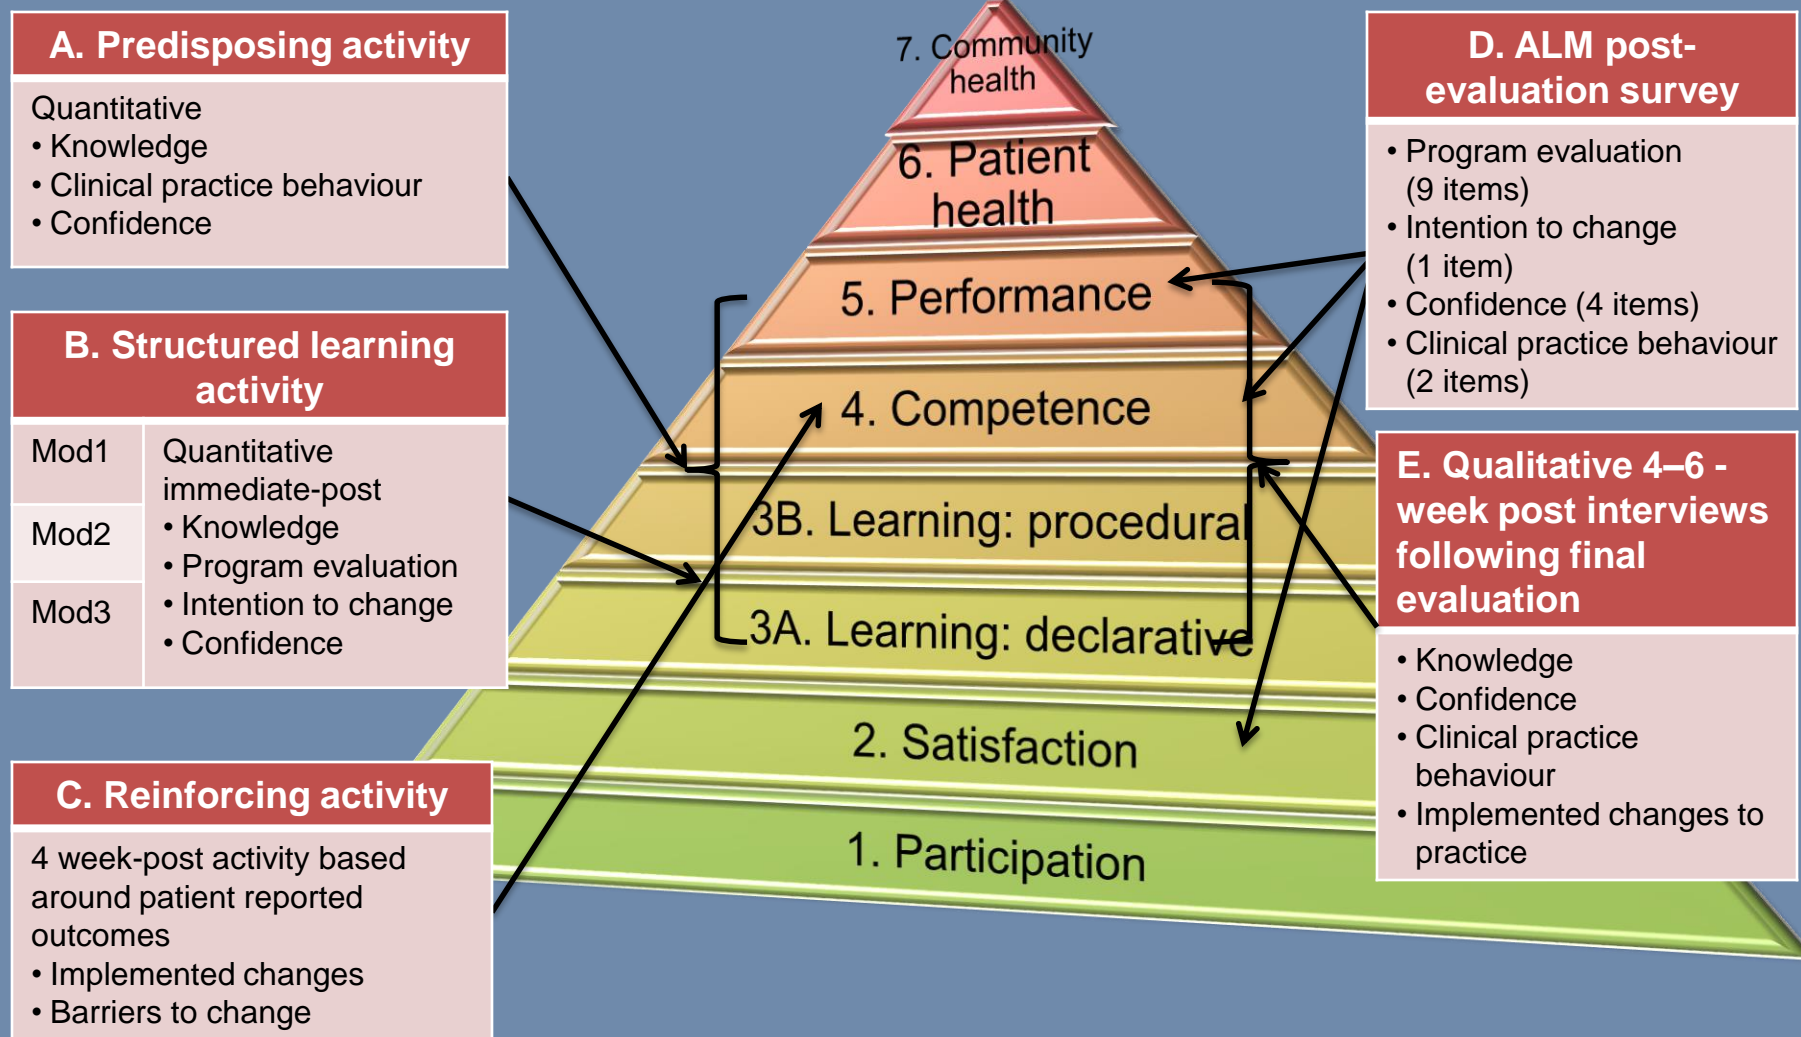 A. Predisposing activity
Quantitative
• Knowledge
• Clinical practice behaviour
• Confidence
B. Structured learning
activity
Mod1
Mod2
Mod3
Quantitative
immediate-post
• Knowledge
• Program evaluation
• Intention to change
• Confidence
C. Reinforcing activity
4 week-post activity based
around patient reported
outcomes
• Implemented changes
• Barriers to change
7. Community
health
6. Patient
health
5. Performance
4. Competence
3B. Learning: procedural
3A. Learning: declarative
2. Satisfaction
1. Participation
D. ALM post-
evaluation survey
• Program evaluation
(9 items)
• Intention to change
(1 item)
• Confidence (4 items)
• Clinical practice behaviour
(2 items)
E. Qualitative 4–6 -
week post interviews
following final
evaluation
• Knowledge
• Confidence
• Clinical practice
behaviour
• Implemented changes to
practice